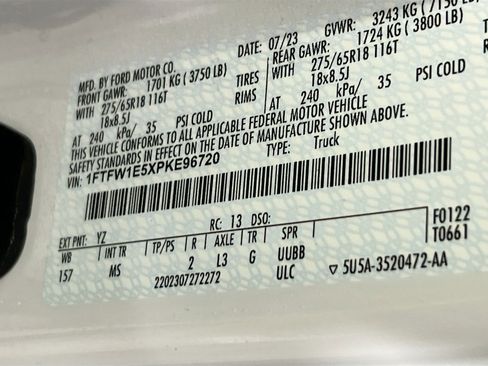 MFD. BY FORD MOTOR CO.
07/23 GVWR: 3243 KG ( 7150 LB)
FRONT GAWR: 1701 KG ( 3750 LB) REAR GAWR: 1724 KG ( 3800 LB)
WITH 275/65R18 116T TIRES WITH 275/65R18 116T
18x8.5J RIMS 18x8.5J
AT 240 kPa/ 35 PSI COLD AT 240 kPa/ 35 PSI COLD
THIS VEHICLE CONFORMS TO ALL APPLICABLE FEDERAL MOTOR VEHICLE
SAFETY STANDARDS IN EFFECT ON THE DATE OF MANUFACTURE SHOWN ABOVE.
VIN: 1FTFW1E5XPKE96720 TYPE: Truck
EXT PNT: YZ RC: 13 DSO: F0122
WB INT TR TP/PS R AXLE TR SPR T0661
157 MS 2 L3 G UUBB
2202307272272 ULC ▽ 5U5A-3520472-AA